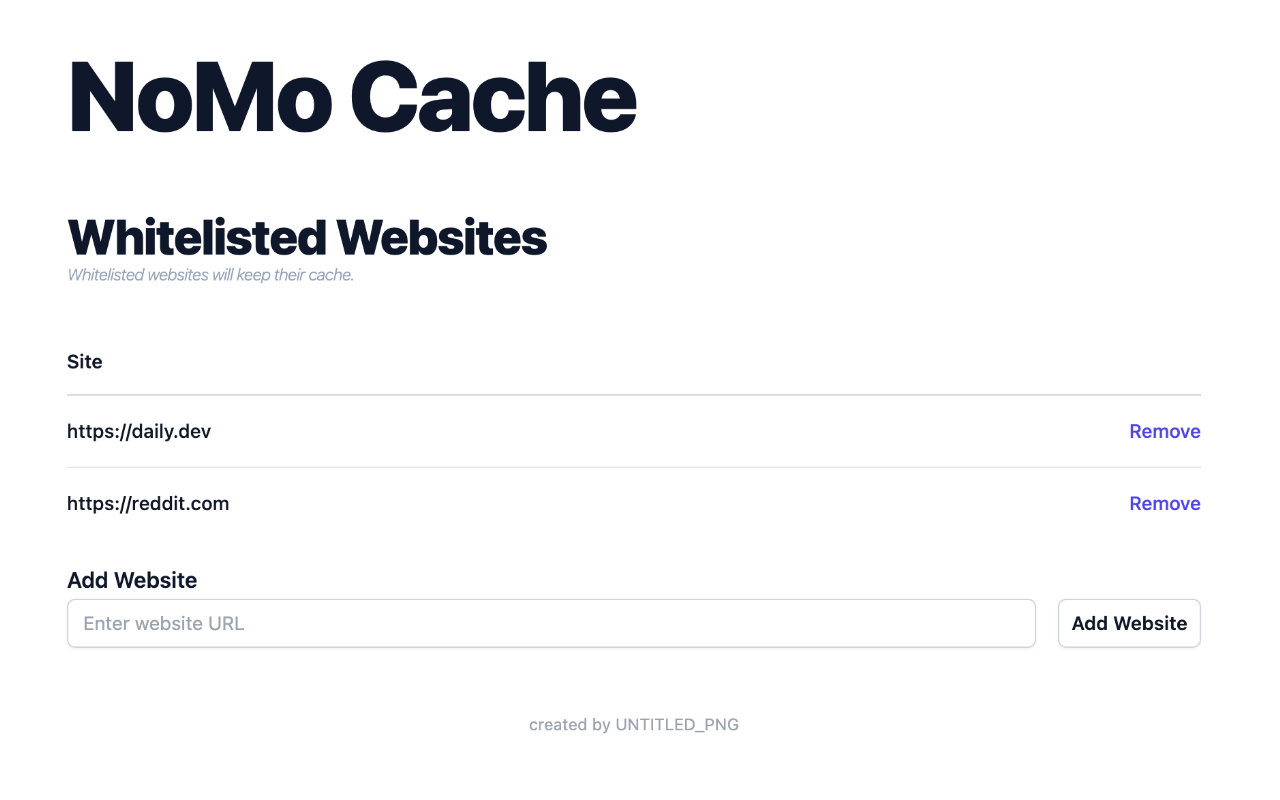 NoMo Cache
Whitelisted Websites
Whitelisted websites will keep their cache.
Site
https://daily.dev Remove
https://reddit.com Remove
Add Website
Enter website URL Add Website
created by UNTITLED_PNG